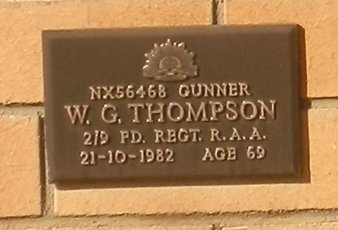 NX56468 GUNNER
W. G. THOMPSON
2/9 FD. REGT. R.A.A.
21-10-1982 AGE 69